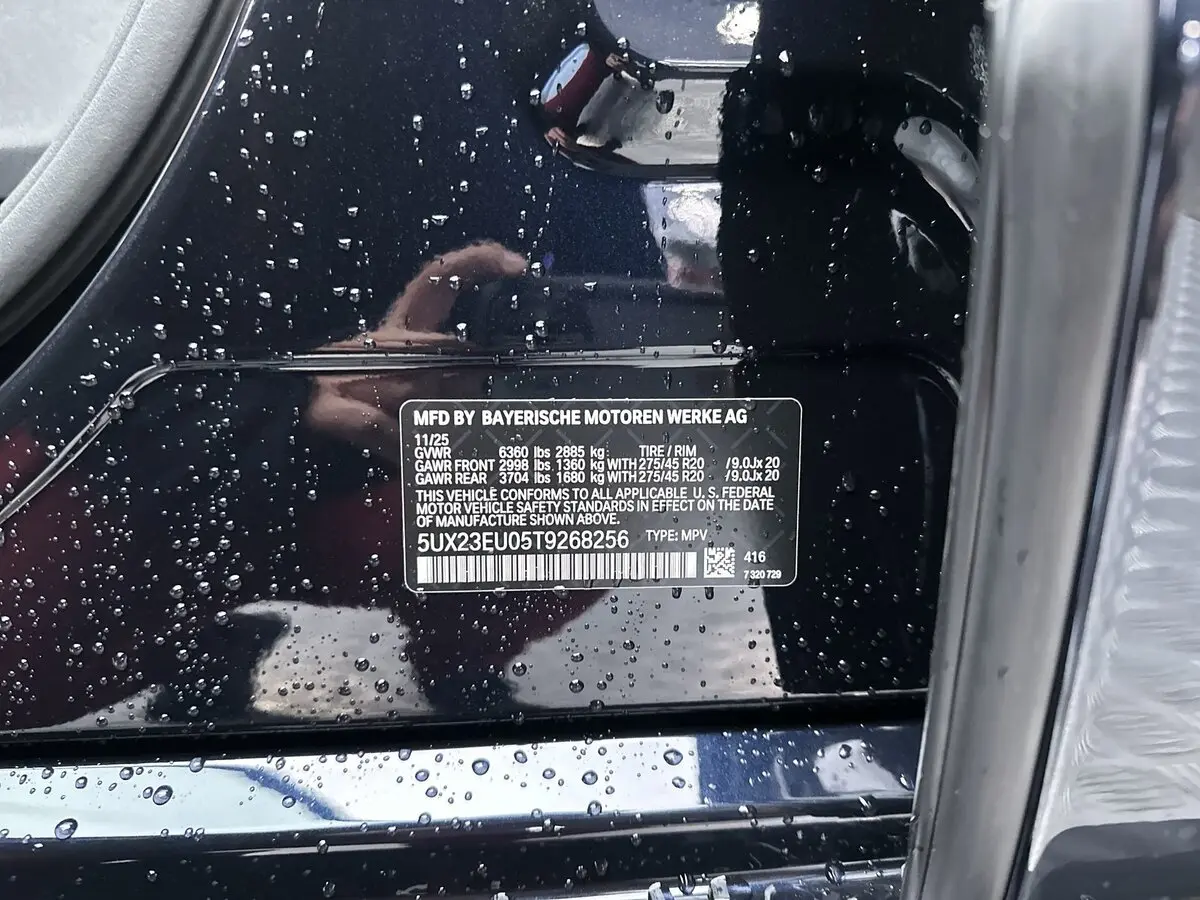 MFD BY BAYERISCHE MOTOREN WERKE AG
11/25
GVWR 6360 lbs 2885 kg TIRE / RIM
GAWR FRONT 2998 lbs 1360 kg WITH 275/45 R20 /9.0Jx 20
GAWR REAR 3704 lbs 1680 kg WITH 275/45 R20 /9.0Jx 20
THIS VEHICLE CONFORMS TO ALL APPLICABLE U. S. FEDERAL
MOTOR VEHICLE SAFETY STANDARDS IN EFFECT ON THE DATE
OF MANUFACTURE SHOWN ABOVE.
5UX23EU05T9268256 TYPE: MPV
416
7 320 729